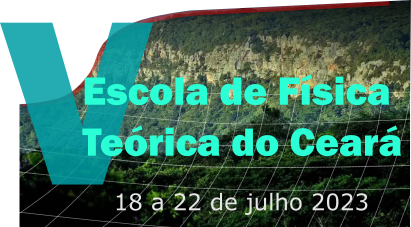 V
Escola de Física
Teórica do Ceará
18 a 22 de julho 2023